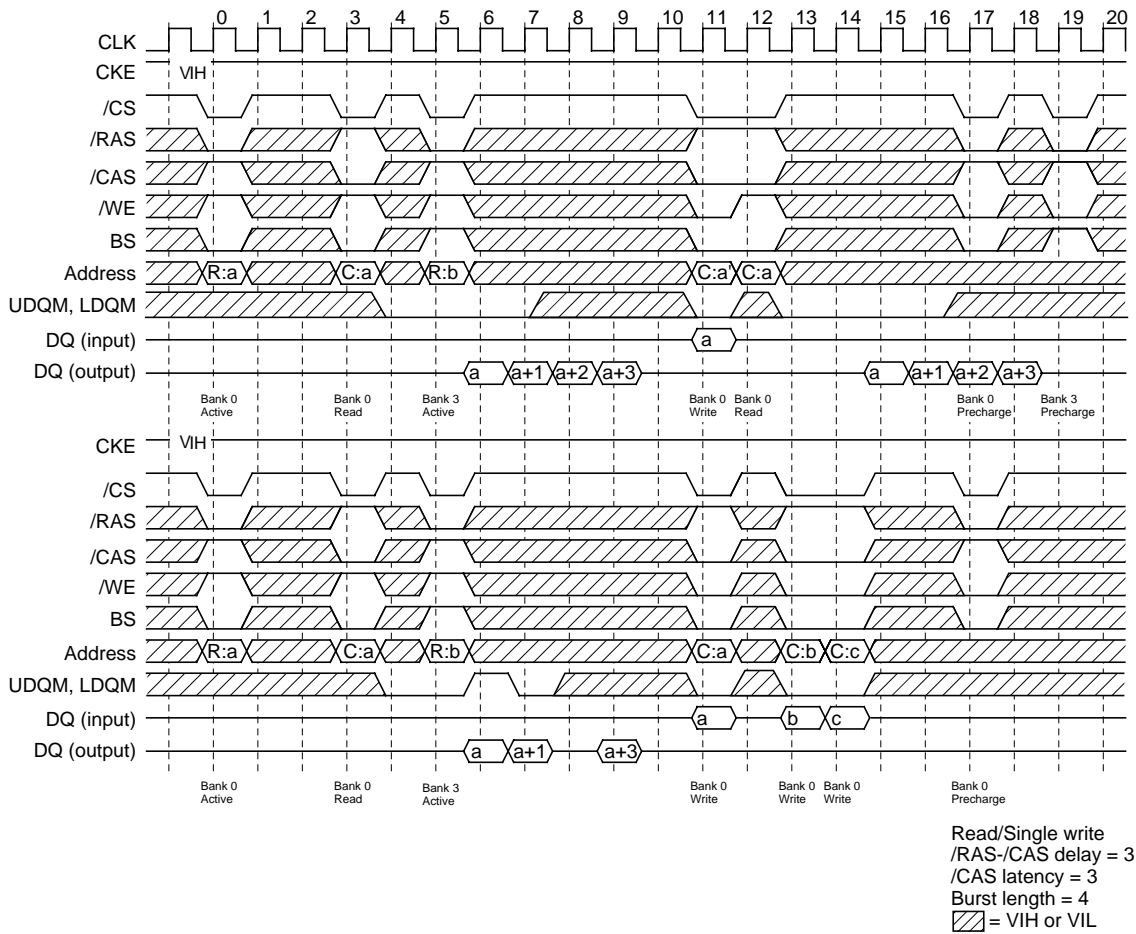 0 1 2 3 4 5 6 7 8 9 10 11 12 13 14 15 16 17 18 19 20
CLK
CKE VIH
/CS
/RAS
/CAS
/WE
BS
Address R:a C:a R:b C:a' C:a
UDQM, LDQM
DQ (input) a
DQ (output) a a+1 a+2 a+3 a a+1 a+2 a+3
Bank 0 Bank 0 Bank 3 Bank 0 Bank 0 Bank 0 Bank 3
Active Read Active Write Read Precharge Precharge
CKE VIH
/CS
/RAS
/CAS
/WE
BS
Address R:a C:a R:b C:a C:b C:c
UDQM, LDQM
DQ (input) a b c
DQ (output) a a+1 a+3
Bank 0 Bank 0 Bank 3 Bank 0 Bank 0 Bank 0 Bank 0
Active Read Active Write Write Write Precharge
Read/Single write
/RAS-/CAS delay = 3
/CAS latency = 3
Burst length = 4
= VIH or VIL